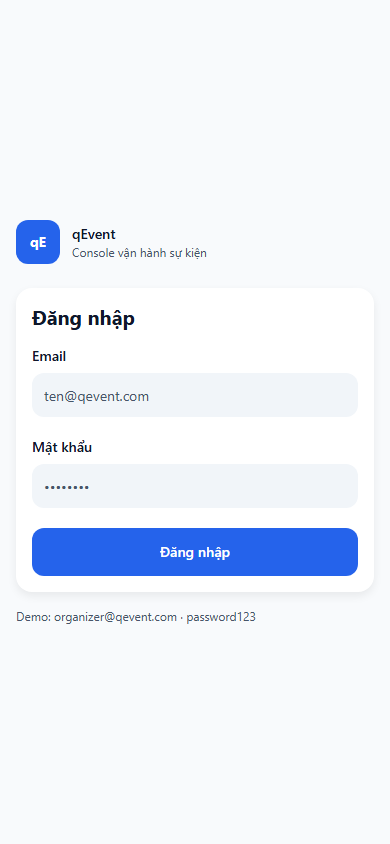 qE
qEvent
Console vận hành sự kiện
Đăng nhập
Email
ten@qevent.com
Mật khẩu
••••••••
Đăng nhập
Demo: organizer@qevent.com · password123